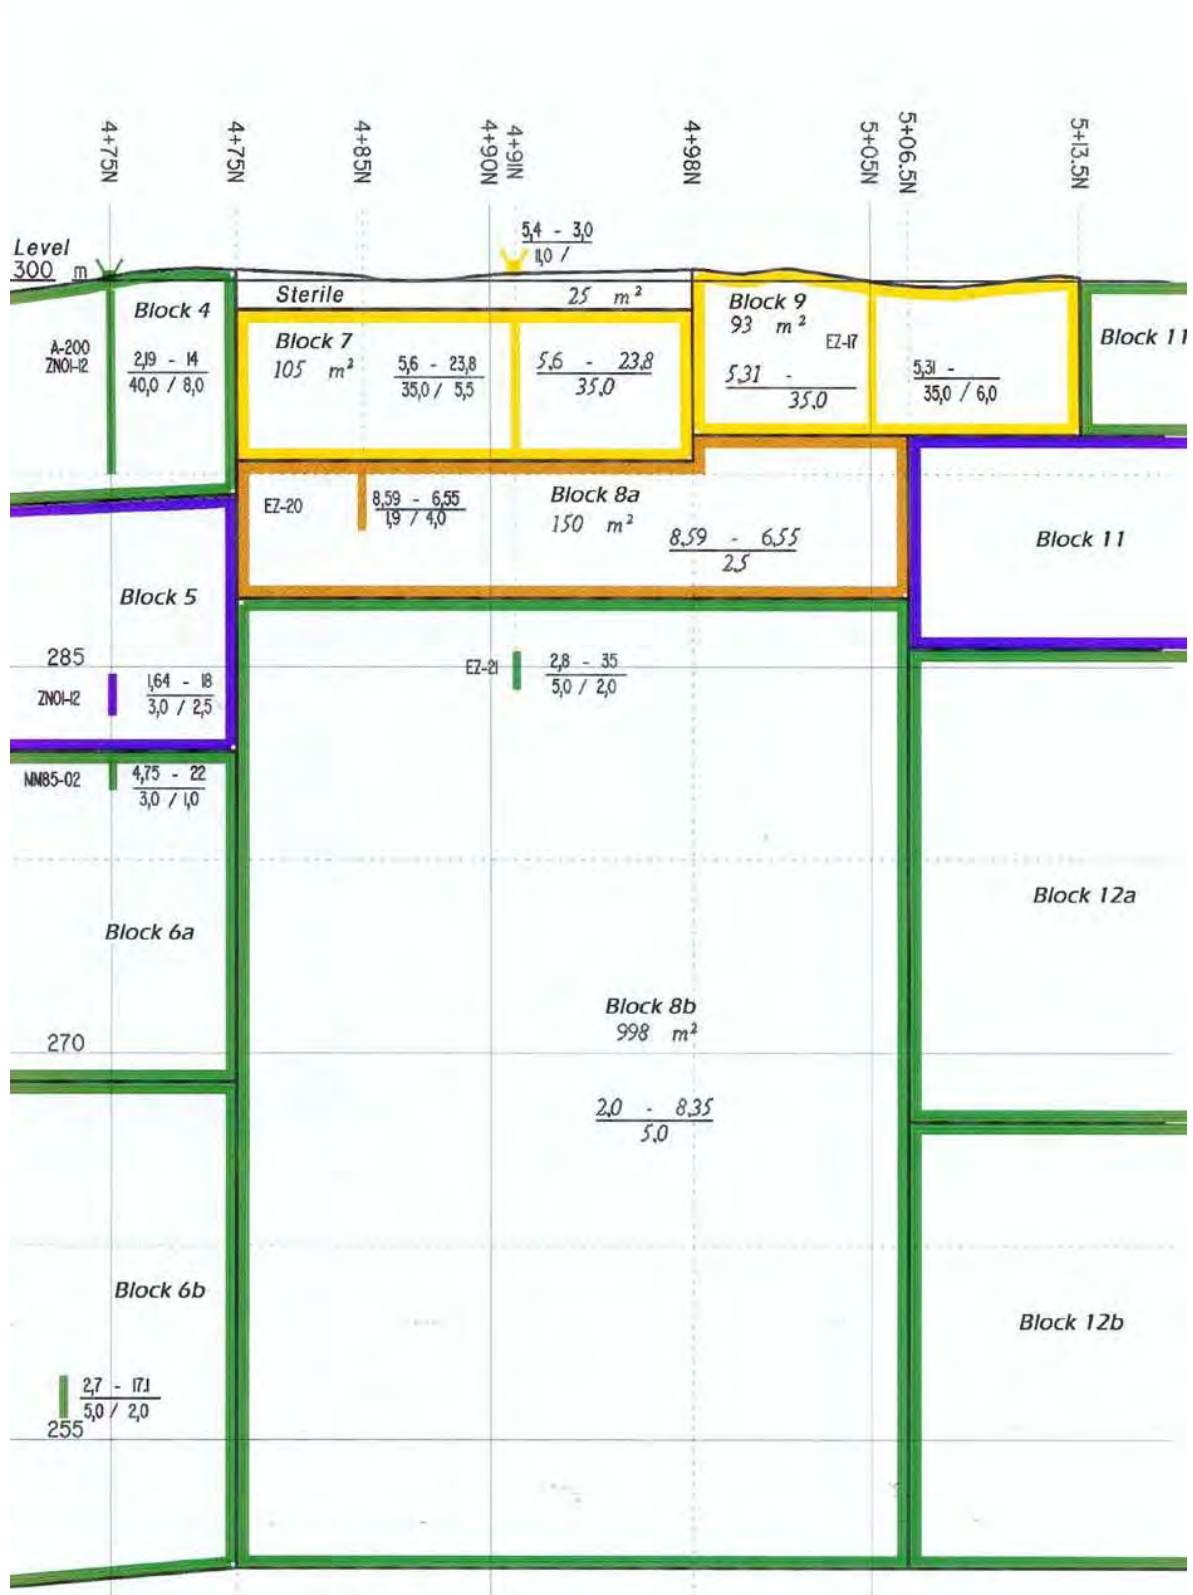 4+75N
4+75N
4+85N
4+90N
4+91N
4+98N
5+05N
5+06.5N
5+13.5N
Level
300 m
5,4 - 3,0
11,0 /
Sterile
25 m²
Block 4
A-200
ZN01-12
2,19 - 14
40,0 / 8,0
Block 7
105 m²
5,6 - 23,8
35,0 / 5,5
5,6 - 23,8
35,0
Block 9
93 m²
EZ-17
5,31 -
35,0
5,31 -
35,0 / 6,0
Block 11
EZ-20
8,59 - 6,55
1,9 / 4,0
Block 8a
150 m²
8,59 - 6,55
2,5
Block 11
Block 5
285
ZN01-12
1,64 - 18
3,0 / 2,5
EZ-21
2,8 - 35
5,0 / 2,0
NM85-02
4,75 - 22
3,0 / 1,0
Block 6a
Block 12a
270
Block 8b
998 m²
2,0 - 8,35
5,0
Block 6b
Block 12b
2,7 - 17,1
5,0 / 2,0
255